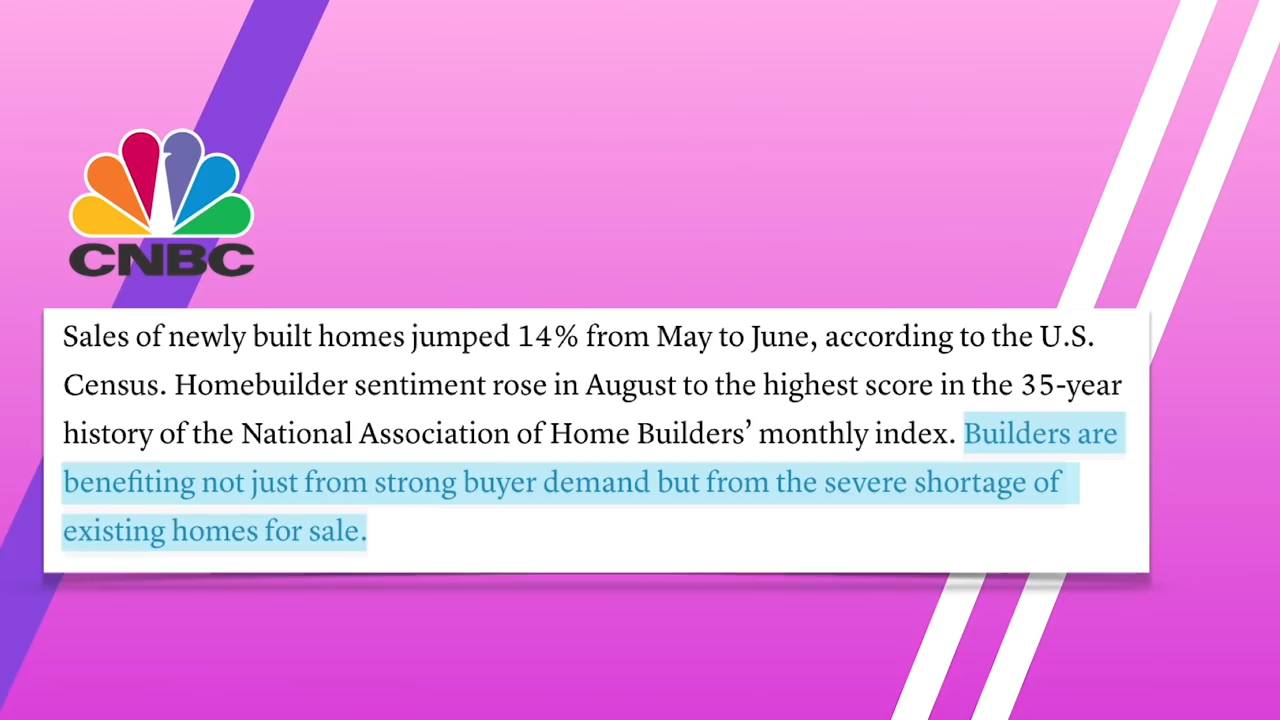 CNBC
Sales of newly built homes jumped 14% from May to June, according to the U.S.
Census. Homebuilder sentiment rose in August to the highest score in the 35-year
history of the National Association of Home Builders’ monthly index. Builders are
benefiting not just from strong buyer demand but from the severe shortage of
existing homes for sale.